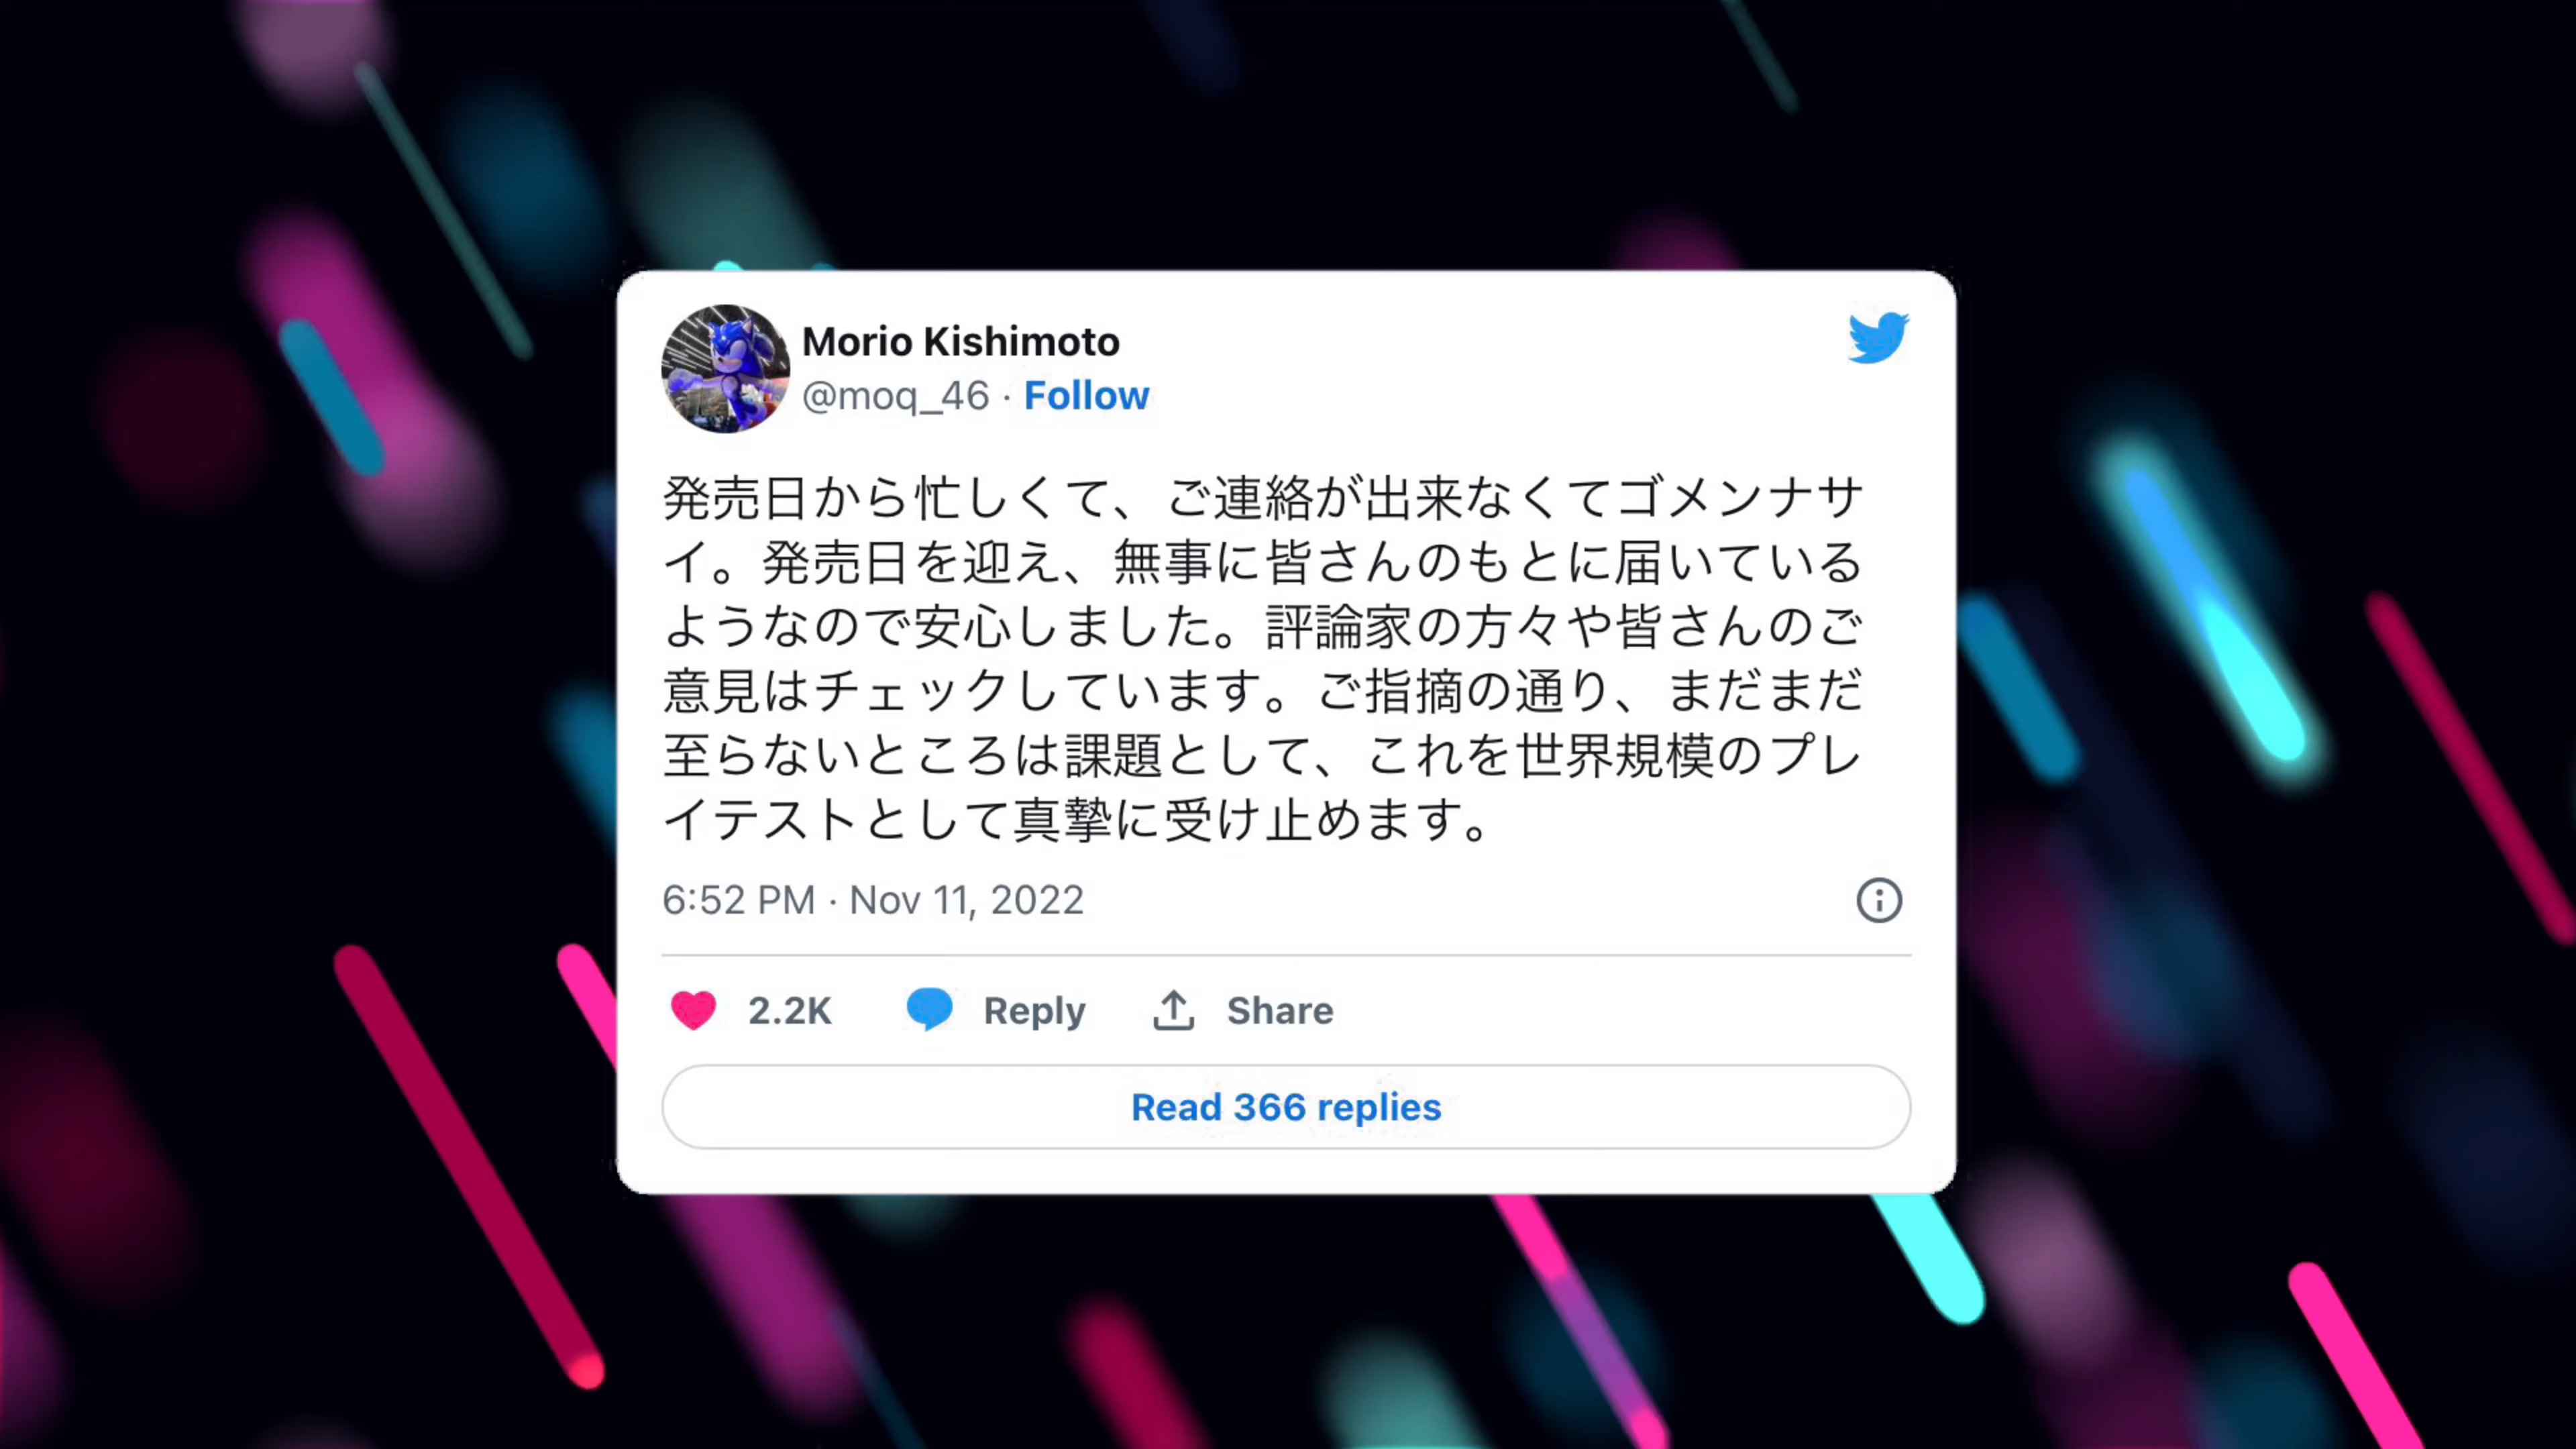 Morio Kishimoto
@moq_46 · Follow
発売日から忙しくて、ご連絡が出来なくてゴメンナサ
イ。発売日を迎え、無事に皆さんのもとに届いている
ようなので安心しました。評論家の方々や皆さんのご
意見はチェックしています。ご指摘の通り、まだまだ
至らないところは課題として、これを世界規模のプレ
イテストとして真摯に受け止めます。
6:52 PM · Nov 11, 2022
2.2K Reply Share
Read 366 replies